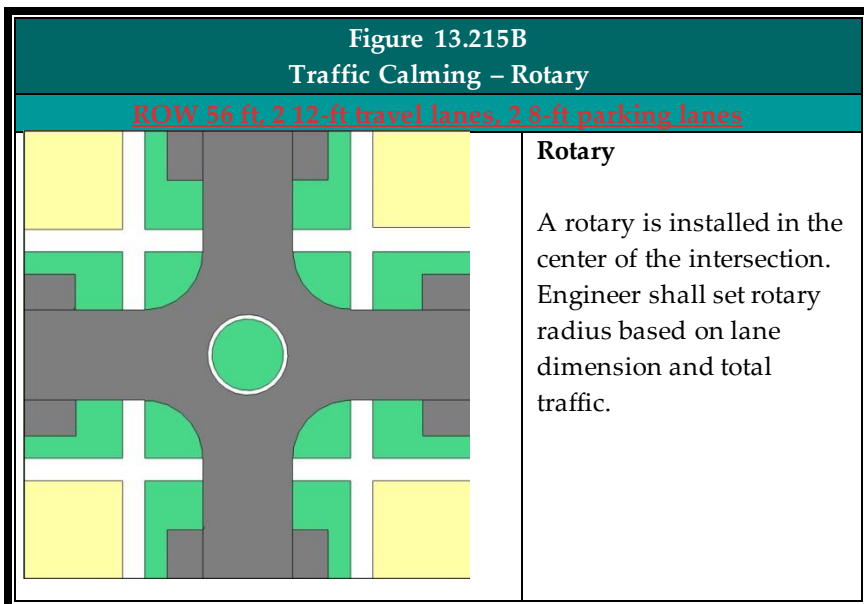 Figure 13.215B
Traffic Calming – Rotary
ROW 56 ft, 2 12-ft travel lanes, 2 8-ft parking lanes
Rotary
A rotary is installed in the
center of the intersection.
Engineer shall set rotary
radius based on lane
dimension and total
traffic.